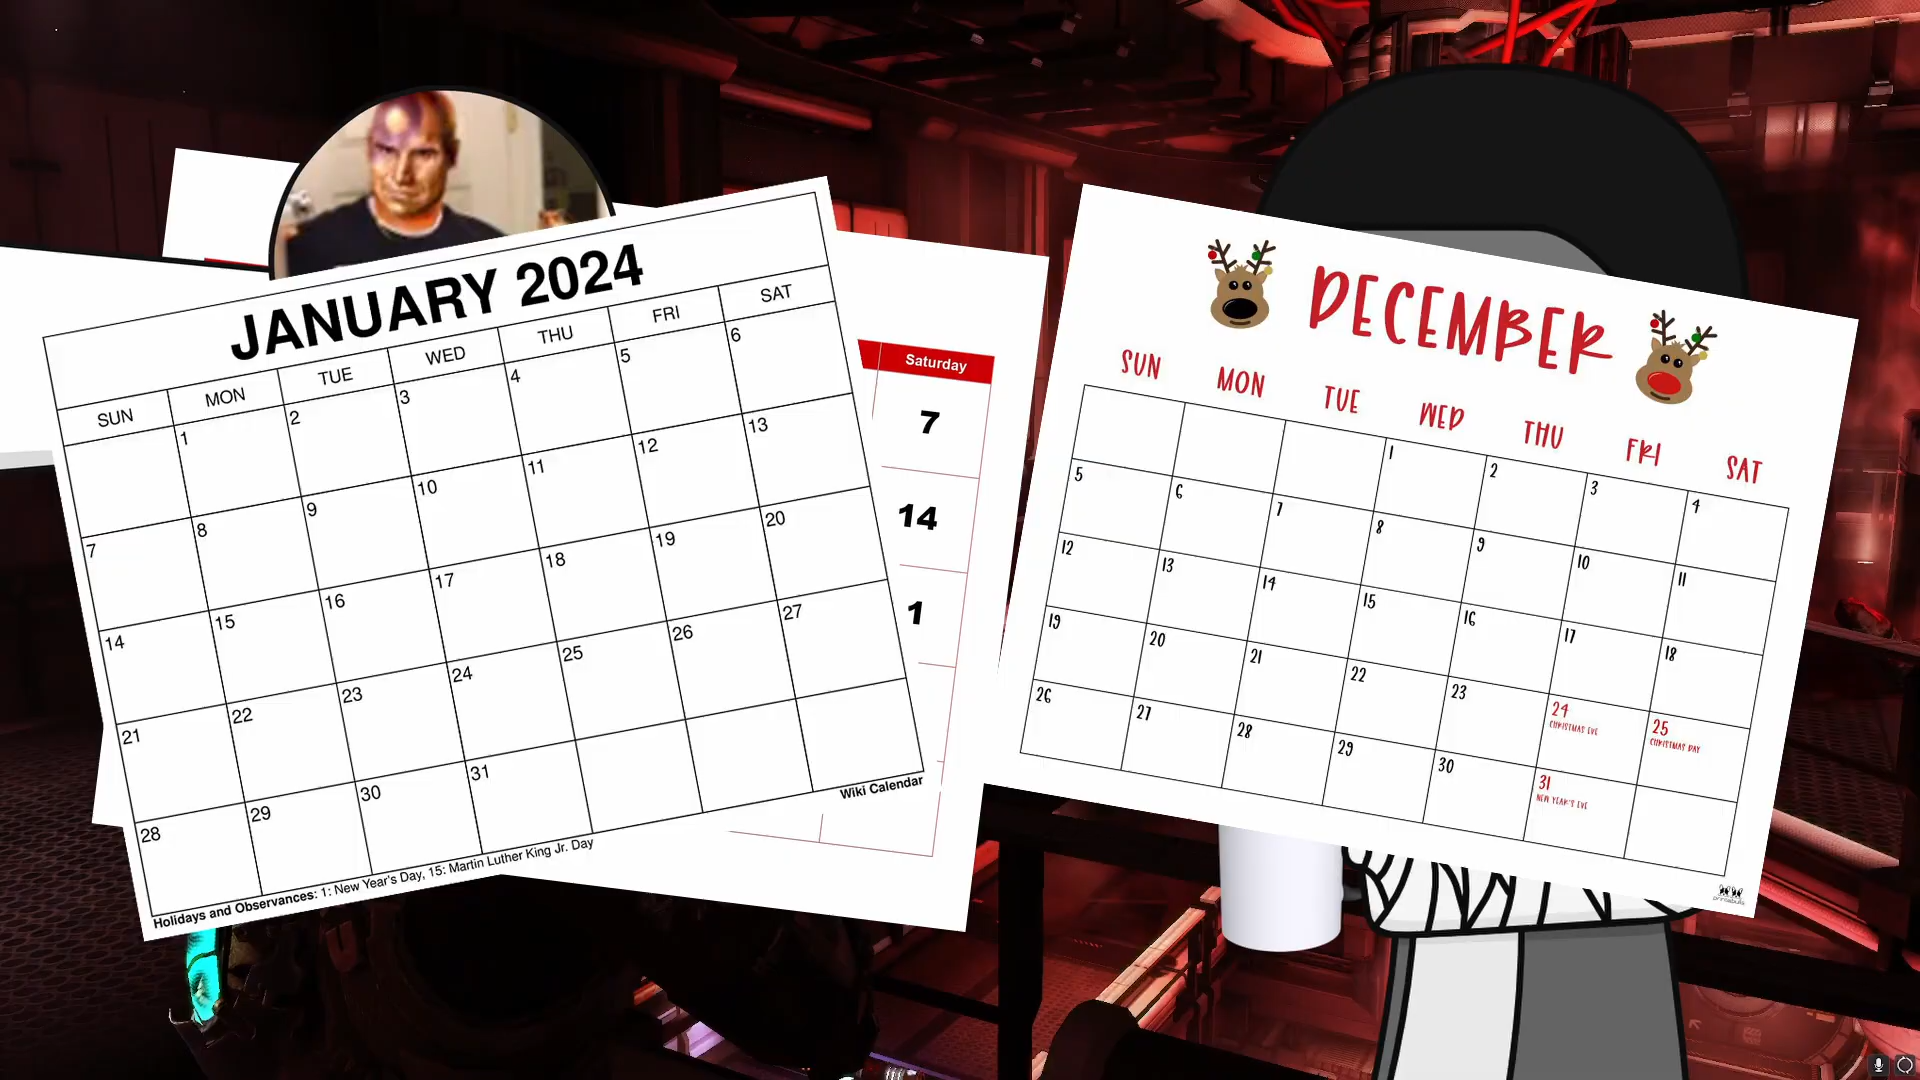 JANUARY 2024
SUN MON TUE WED THU FRI SAT
1 2 3 4 5 6
7 8 9 10 11 12 13
14 15 16 17 18 19 20
21 22 23 24 25 26 27
28 29 30 31
Wiki Calendar
Holidays and Observances: 1: New Year's Day, 15: Martin Luther King Jr. Day
Saturday
7
14
1
DECEMBER
SUN MON TUE WED THU FRI SAT
1 2 3 4
5 6 7 8 9 10 11
12 13 14 15 16 17 18
19 20 21 22 23 24 25
CHRISTMAS EVE CHRISTMAS DAY
26 27 28 29 30 31
NEW YEAR'S EVE
printabulls